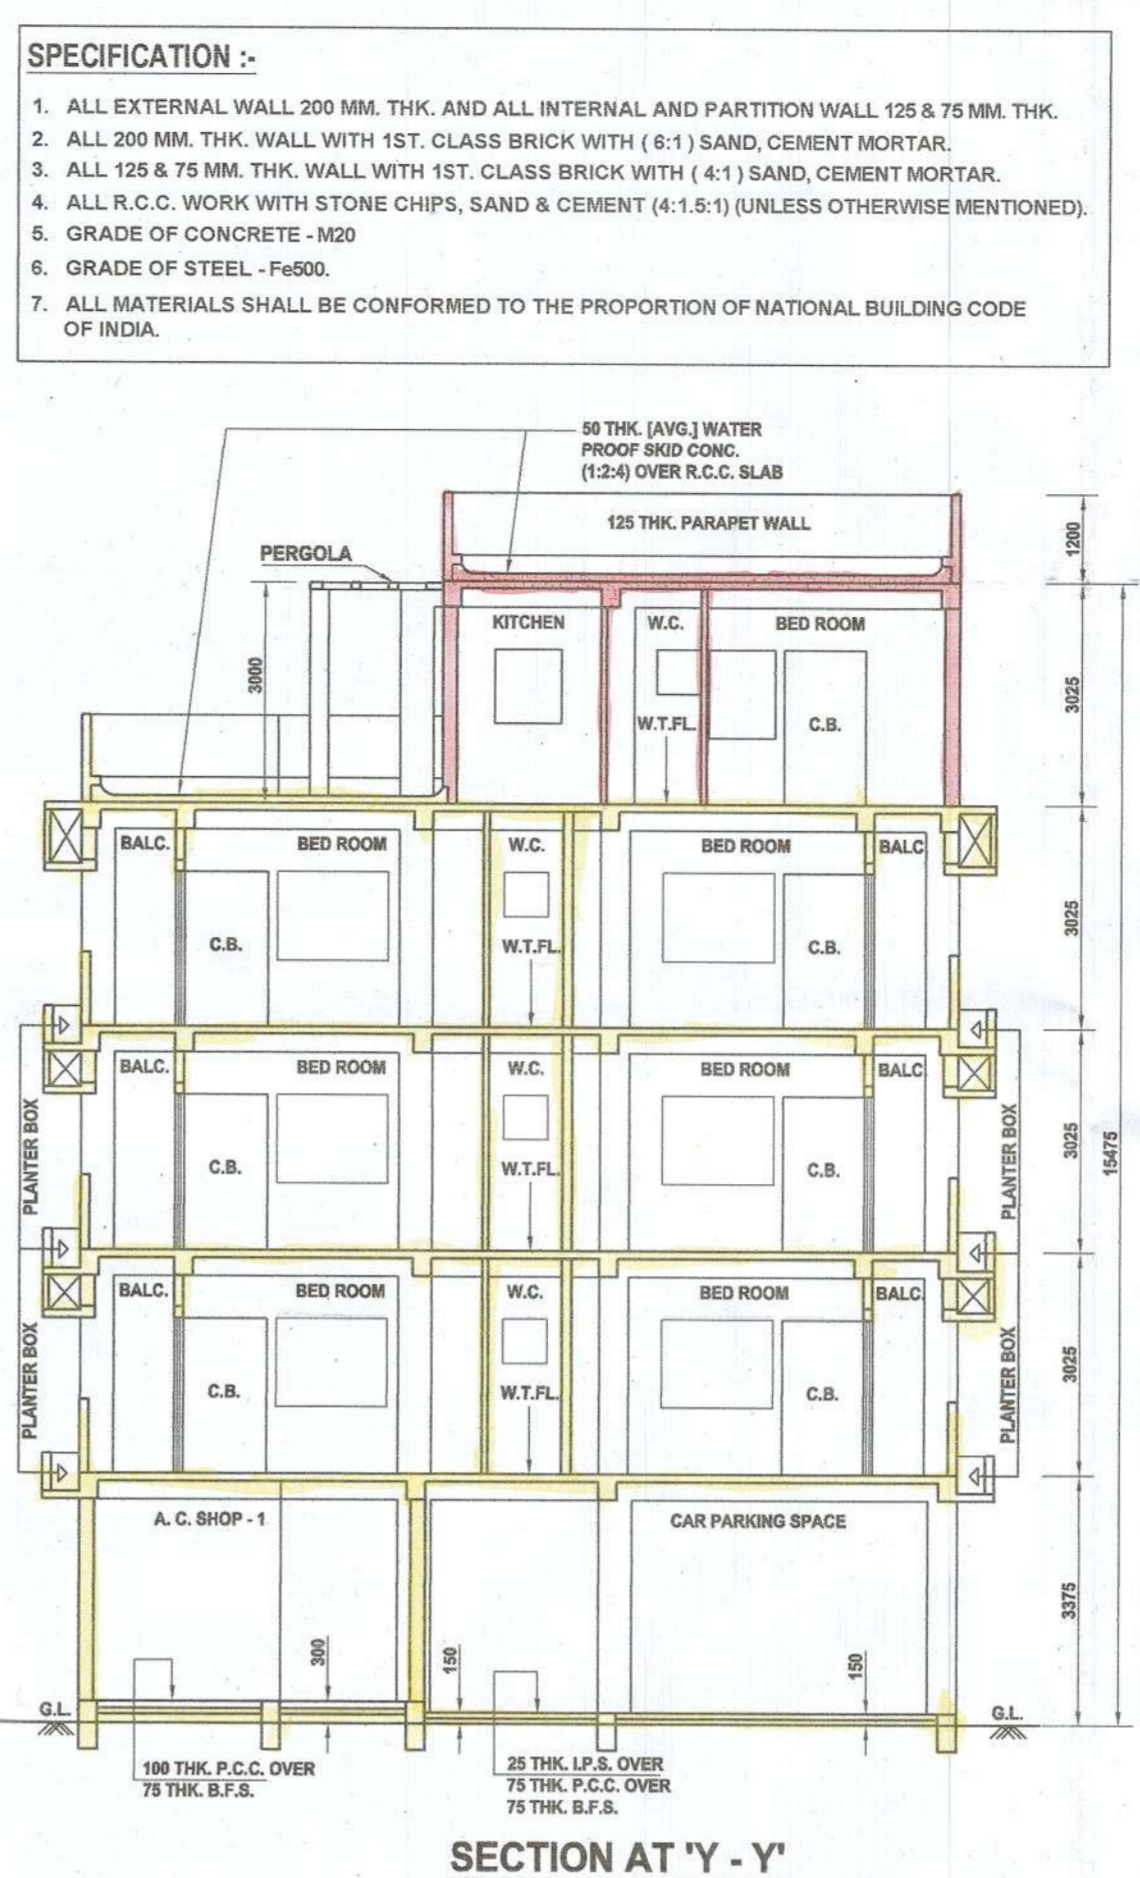 SPECIFICATION :-
1. ALL EXTERNAL WALL 200 MM. THK. AND ALL INTERNAL AND PARTITION WALL 125 & 75 MM. THK.
2. ALL 200 MM. THK. WALL WITH 1ST. CLASS BRICK WITH ( 6:1 ) SAND, CEMENT MORTAR.
3. ALL 125 & 75 MM. THK. WALL WITH 1ST. CLASS BRICK WITH ( 4:1 ) SAND, CEMENT MORTAR.
4. ALL R.C.C. WORK WITH STONE CHIPS, SAND & CEMENT (4:1.5:1) (UNLESS OTHERWISE MENTIONED).
5. GRADE OF CONCRETE - M20
6. GRADE OF STEEL - Fe500.
7. ALL MATERIALS SHALL BE CONFORMED TO THE PROPORTION OF NATIONAL BUILDING CODE
OF INDIA.
50 THK. [AVG.] WATER
PROOF SKID CONC.
(1:2:4) OVER R.C.C. SLAB
125 THK. PARAPET WALL
1200
PERGOLA
3000
KITCHEN
W.C.
BED ROOM
3025
W.T.FL.
C.B.
BALC.
BED ROOM
W.C.
BED ROOM
BALC
3025
C.B.
W.T.FL.
C.B.
BALC.
BED ROOM
W.C.
BED ROOM
BALC
PLANTER BOX
PLANTER BOX
3025
15475
C.B.
W.T.FL.
C.B.
BALC.
BED ROOM
W.C.
BED ROOM
BALC
PLANTER BOX
PLANTER BOX
3025
C.B.
W.T.FL.
C.B.
A. C. SHOP - 1
CAR PARKING SPACE
3375
300
150
150
G.L.
G.L.
100 THK. P.C.C. OVER
75 THK. B.F.S.
25 THK. I.P.S. OVER
75 THK. P.C.C. OVER
75 THK. B.F.S.
SECTION AT 'Y - Y'